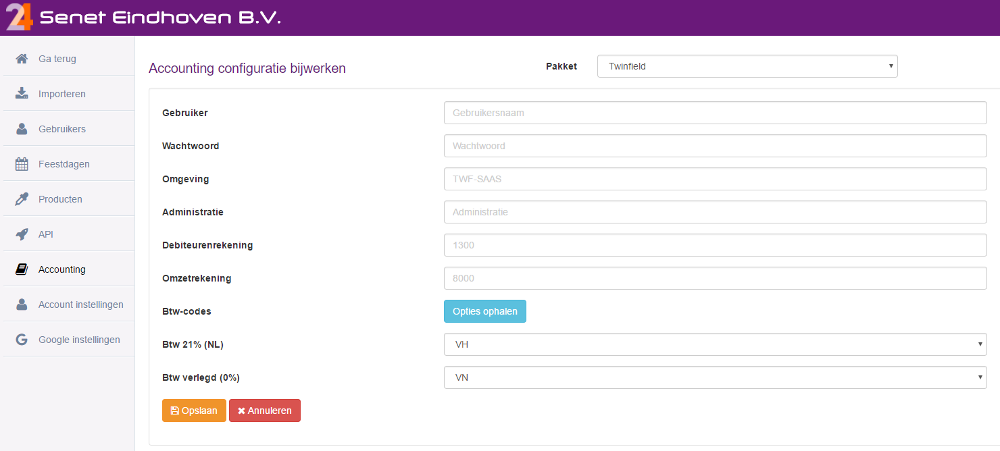 24 Senet Eindhoven B.V.
Ga terug
Importeren
Gebruikers
Feestdagen
Producten
API
Accounting
Account instellingen
Google instellingen
Accounting configuratie bijwerken
Pakket Twinfield
Gebruiker Gebruikersnaam
Wachtwoord Wachtwoord
Omgeving TWF-SAAS
Administratie Administratie
Debiteurenrekening 1300
Omzetrekening 8000
Btw-codes Opties ophalen
Btw 21% (NL) VH
Btw verlegd (0%) VN
Opslaan Annuleren